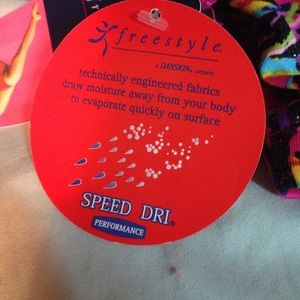 freestyle®
a DANSKIN company
technically engineered fabrics
draw moisture away from your body
to evaporate quickly on surface
SPEED DRI®
PERFORMANCE